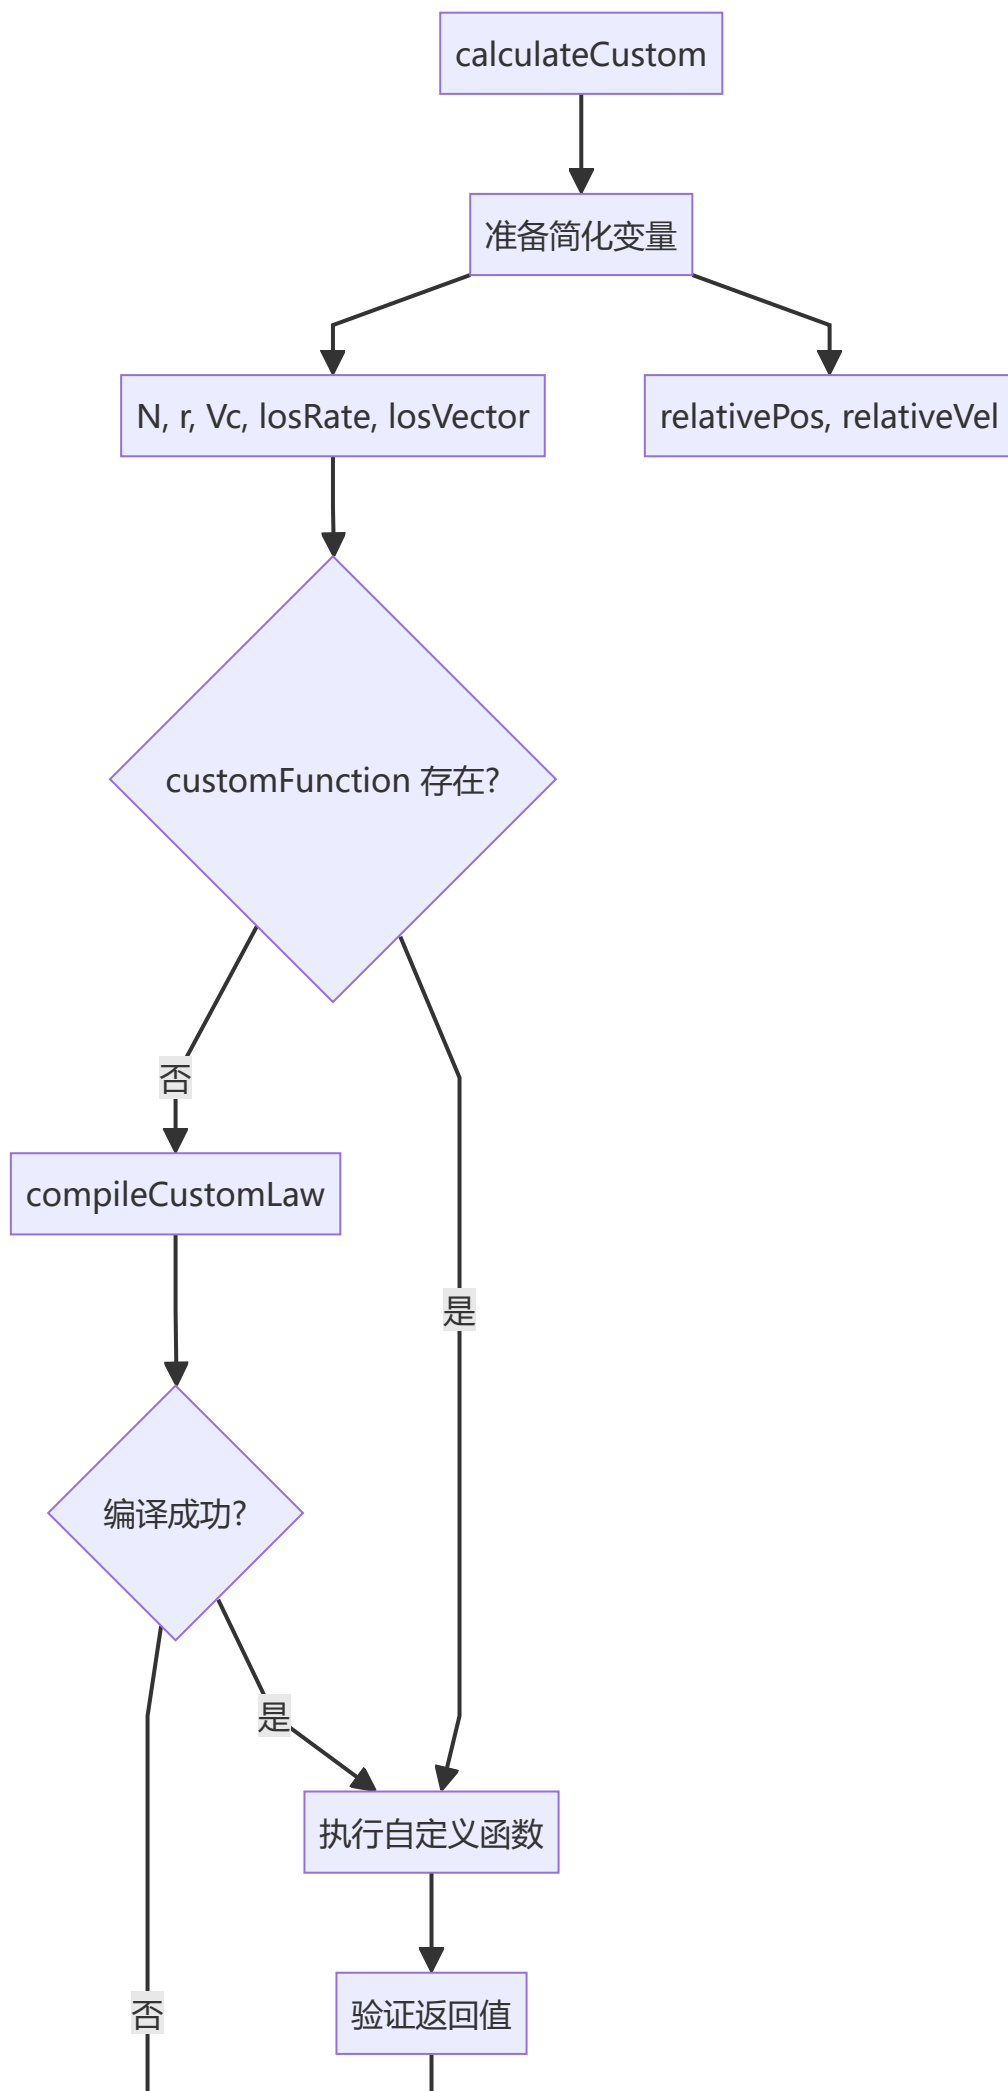 calculateCustom
准备简化变量
N, r, Vc, losRate, losVector
relativePos, relativeVel
customFunction 存在?
否
compileCustomLaw
是
编译成功?
是
执行自定义函数
否
验证返回值